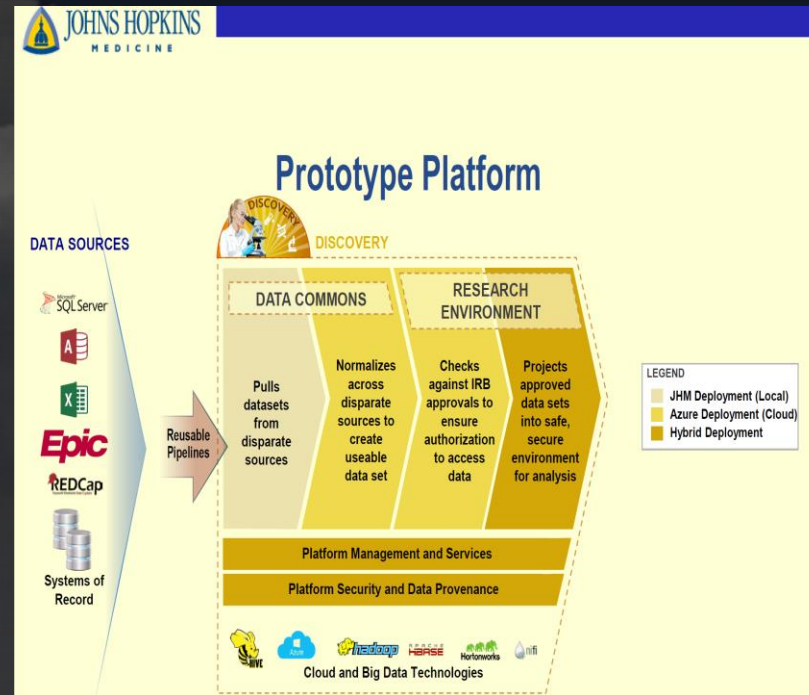 JOHNS HOPKINS
MEDICINE
Prototype Platform
DATA SOURCES
DISCOVERY
DISCOVERY
Microsoft
SQL Server
A
X
Epic
REDCap
Systems of
Record
Reusable
Pipelines
DATA COMMONS
Pulls
datasets
from
disparate
sources
Normalizes
across
disparate
sources to
create
useable
data set
RESEARCH
ENVIRONMENT
Checks
against IRB
approvals to
ensure
authorization
to access
data
Projects
approved
data sets
into safe,
secure
environment
for analysis
LEGEND
JHM Deployment (Local)
Azure Deployment (Cloud)
Hybrid Deployment
Platform Management and Services
Platform Security and Data Provenance
HIVE
Azure
hadoop
APACHE
HBASE
Hortonworks
nifi
Cloud and Big Data Technologies